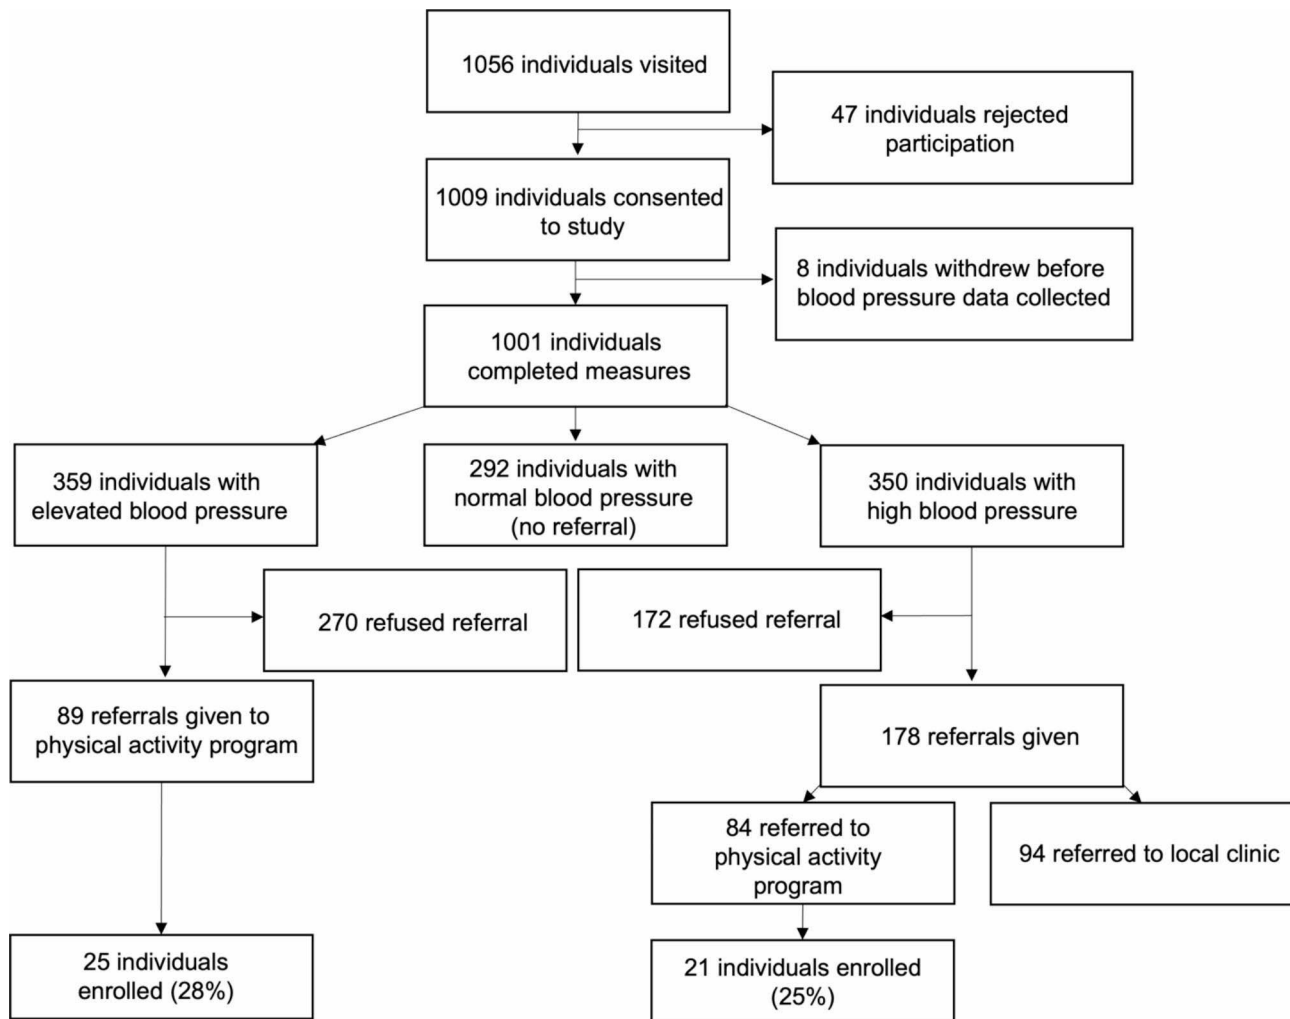 1056 individuals visited
47 individuals rejected
participation
1009 individuals consented
to study
8 individuals withdrew before
blood pressure data collected
1001 individuals
completed measures
359 individuals with
elevated blood pressure
292 individuals with
normal blood pressure
(no referral)
350 individuals with
high blood pressure
270 refused referral
172 refused referral
89 referrals given to
physical activity program
178 referrals given
84 referred to
physical activity
program
94 referred to local clinic
25 individuals
enrolled (28%)
21 individuals enrolled
(25%)